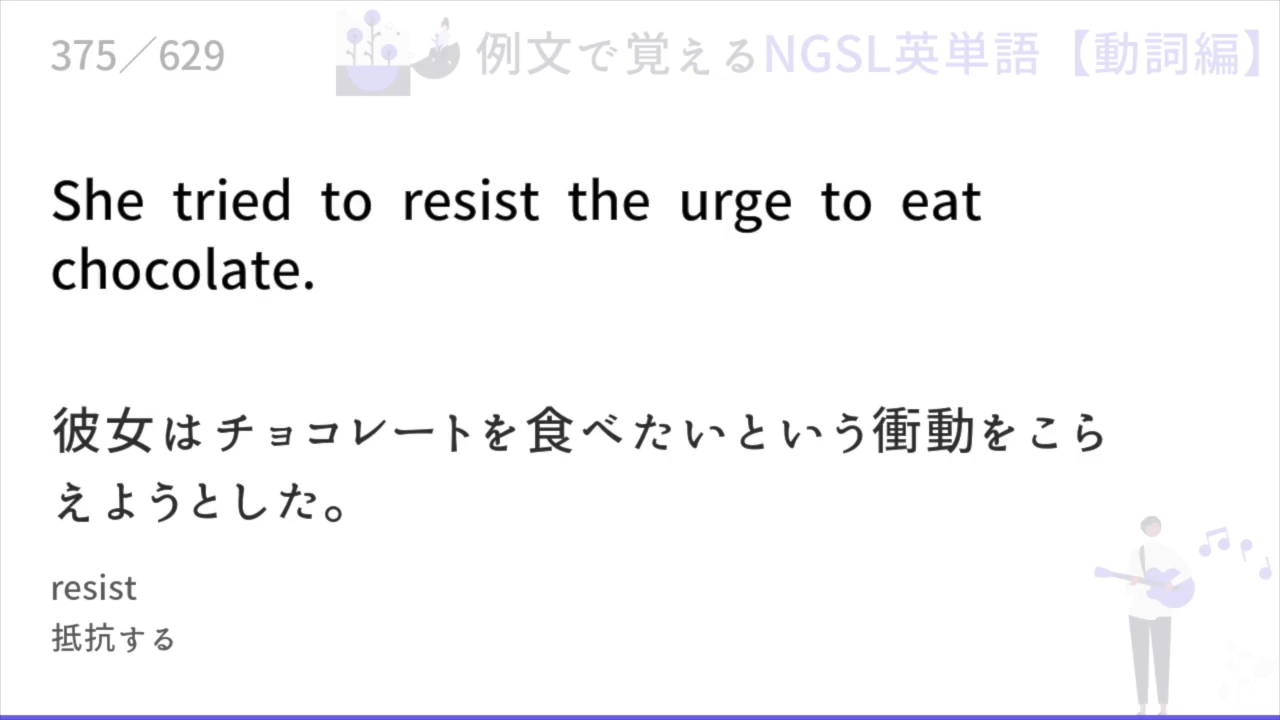 375／629
例文で覚えるNGSL英単語【動詞編】
She tried to resist the urge to eat
chocolate.
彼女はチョコレートを食べたいという衝動をこら
えようとした。
resist
抵抗する